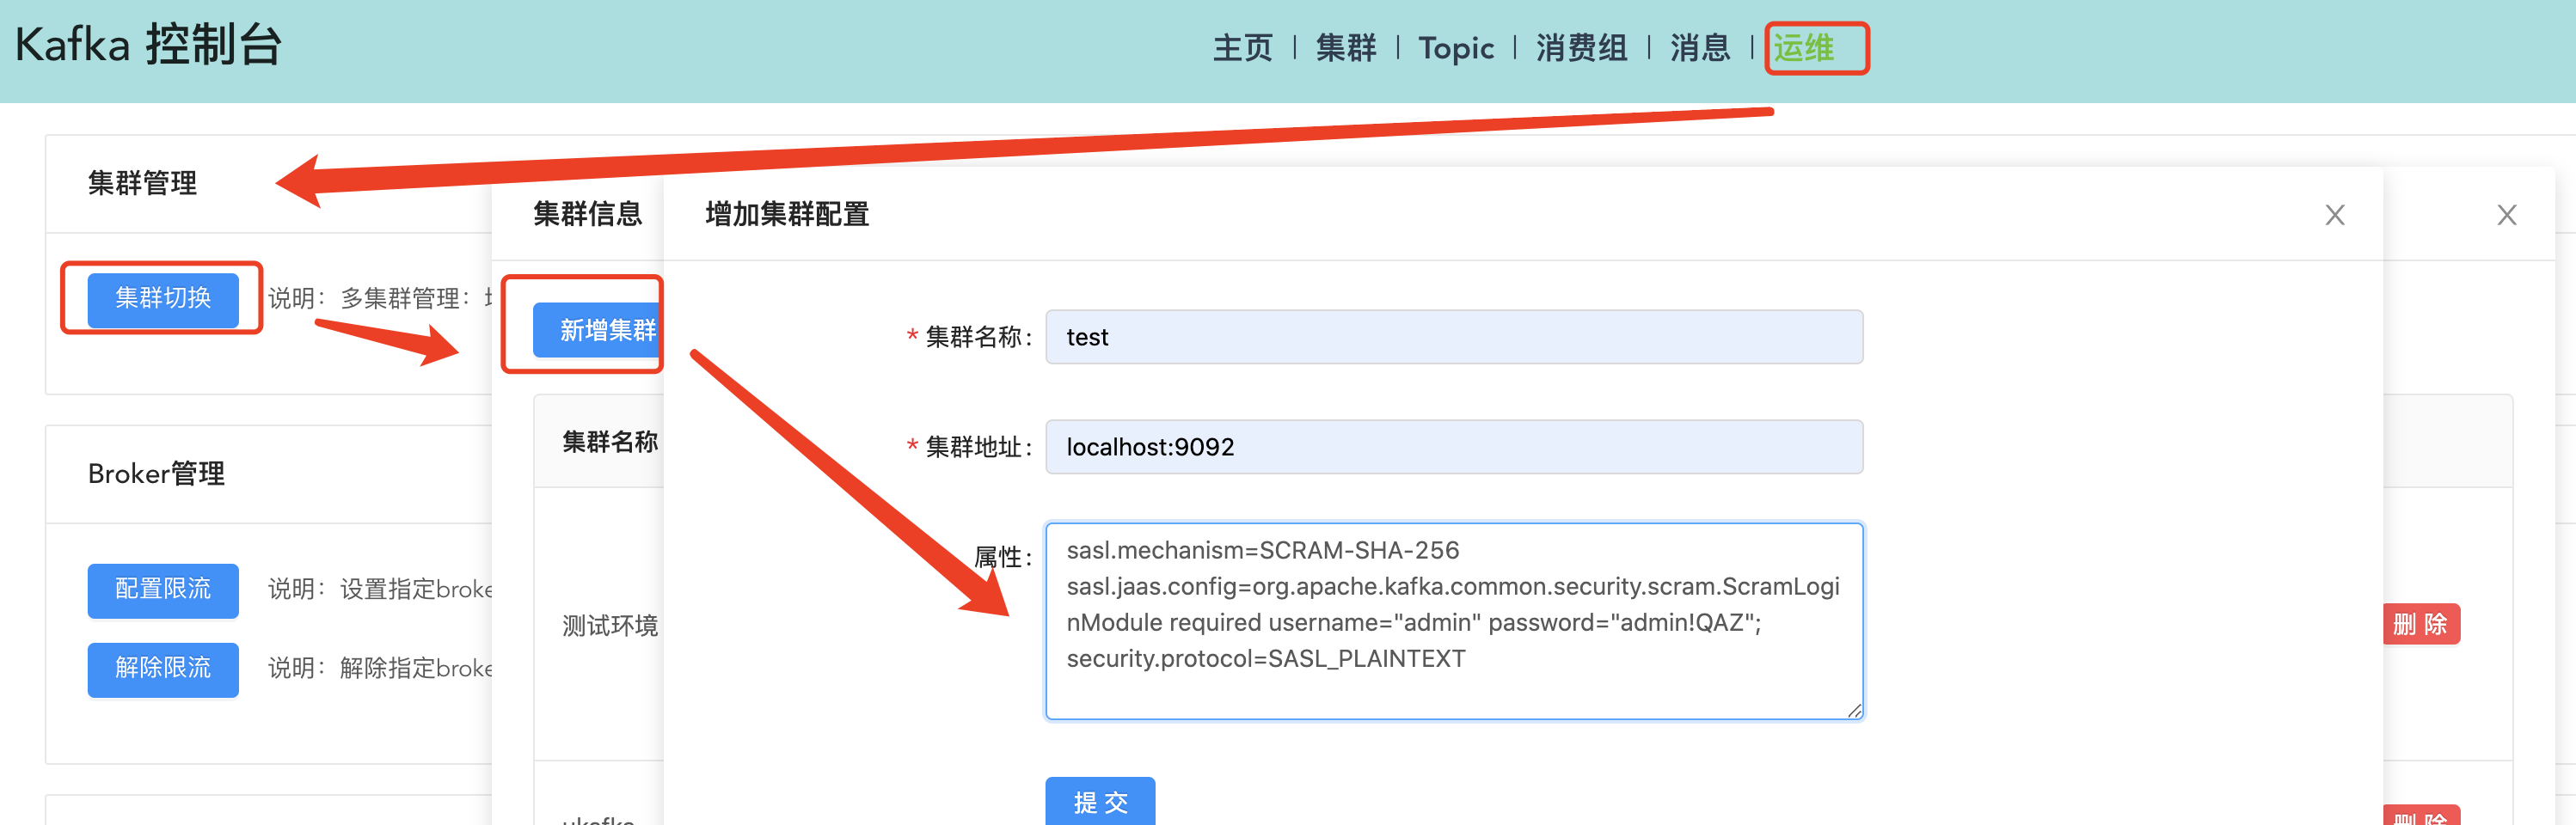 Kafka 控制台
主页 | 集群 | Topic | 消费组 | 消息 | 运维
集群管理
集群切换
说明：多集群管理：
集群信息
新增集群
集群名称
测试环境
删 除
删 除
增加集群配置
* 集群名称：
test
* 集群地址：
localhost:9092
属性：
sasl.mechanism=SCRAM-SHA-256
sasl.jaas.config=org.apache.kafka.common.security.scram.ScramLogi
nModule required username="admin" password="admin!QAZ";
security.protocol=SASL_PLAINTEXT
提 交
Broker管理
配置限流
说明：设置指定broke
解除限流
说明：解除指定broke